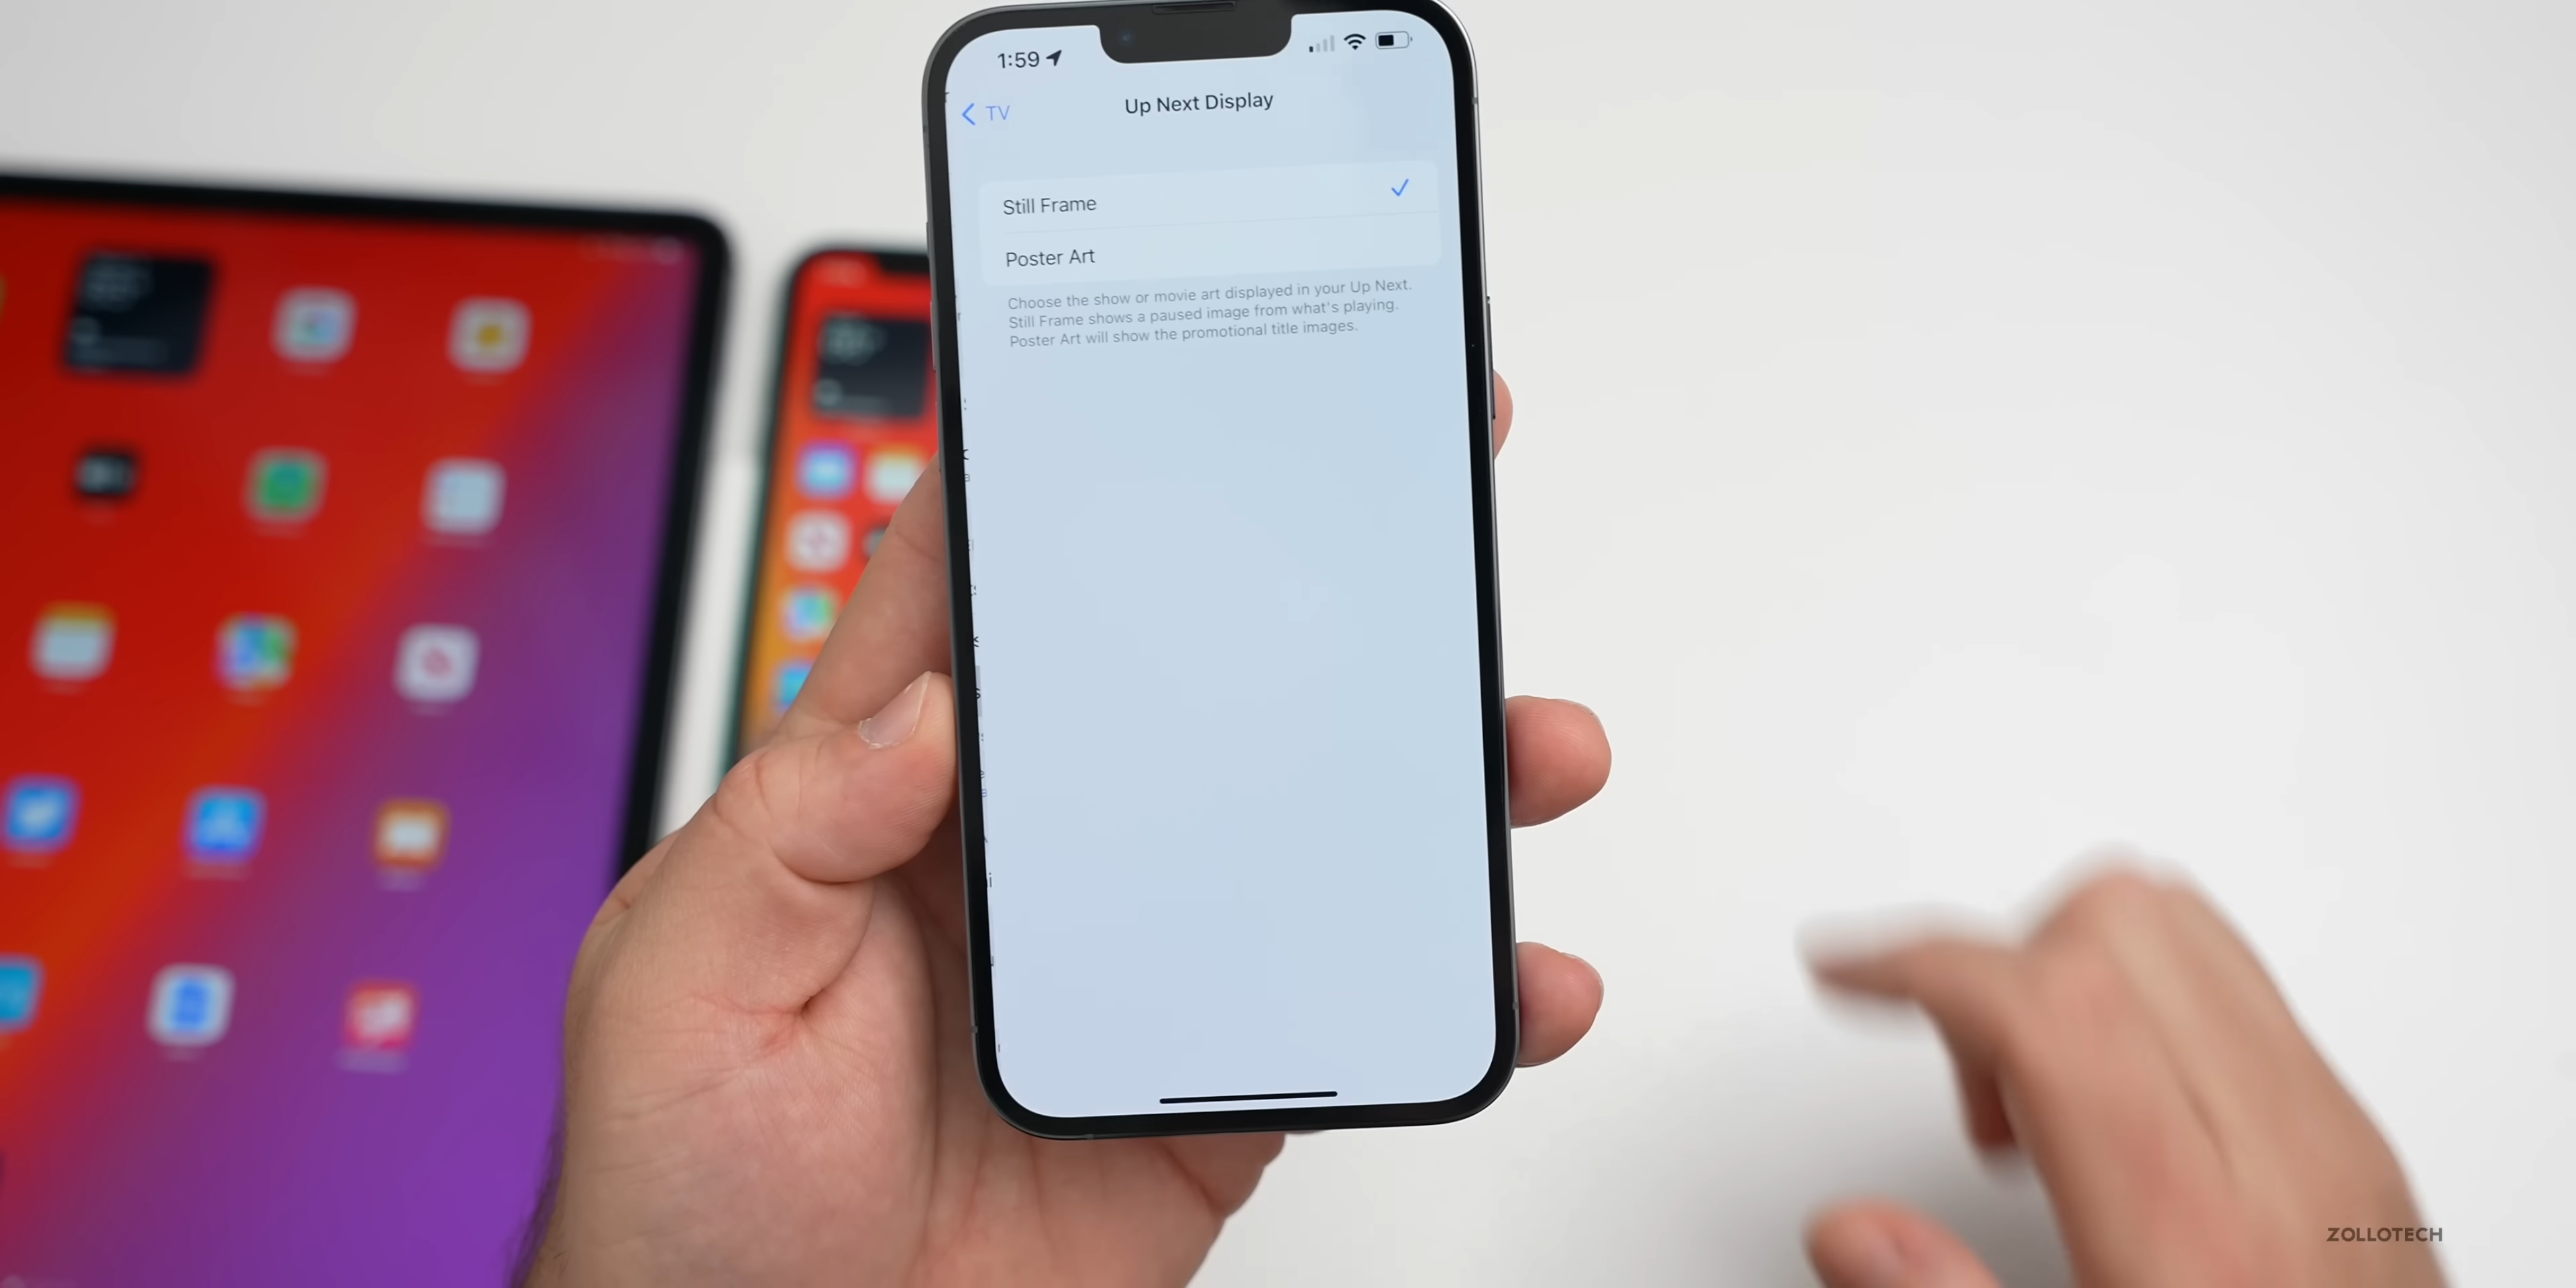 1:59
TV
Up Next Display
Still Frame
Poster Art
Choose the show or movie art displayed in your Up Next.
Still Frame shows a paused image from what's playing.
Poster Art will show the promotional title images.
ZOLLOTECH